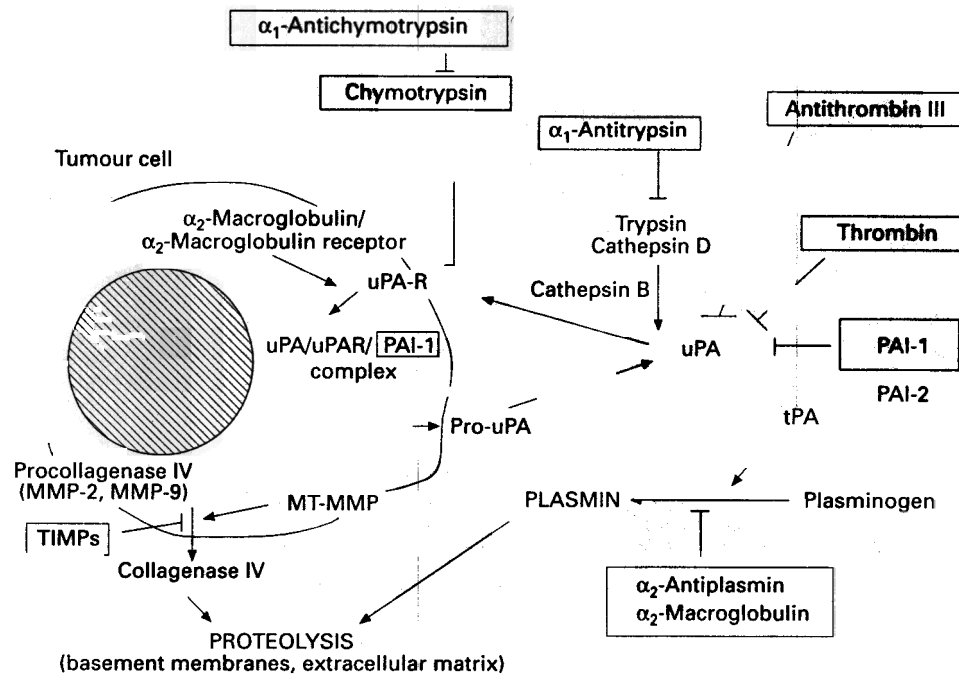 α₁-Antichymotrypsin
Chymotrypsin
Antithrombin III
α₁-Antitrypsin
Tumour cell
α₂-Macroglobulin/
α₂-Macroglobulin receptor
Trypsin
Cathepsin D
Thrombin
uPA-R
Cathepsin B
uPA/uPAR/ PAI-1
complex
uPA
PAI-1
PAI-2
tPA
Pro-uPA
Procollagenase IV
(MMP-2, MMP-9)
MT-MMP
PLASMIN
Plasminogen
TIMPs
Collagenase IV
α₂-Antiplasmin
α₂-Macroglobulin
PROTEOLYSIS
(basement membranes, extracellular matrix)